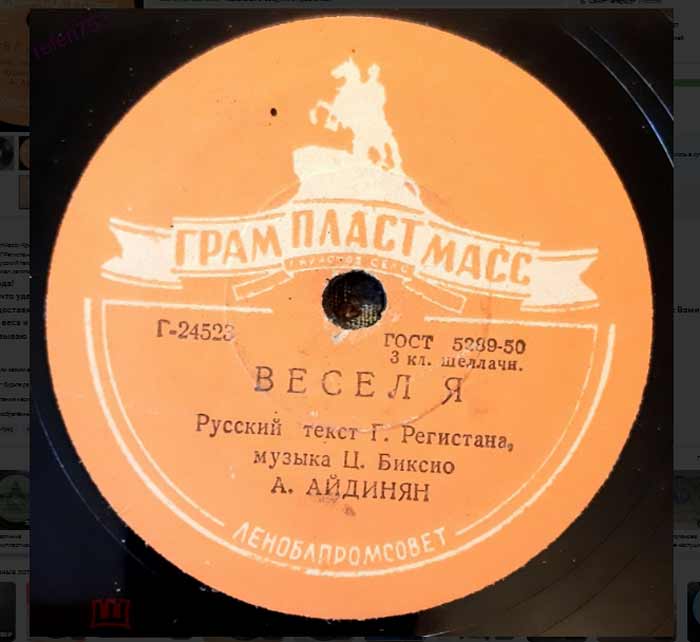 ГРАМ ПЛАСТ МАСС
Г-24523
ГОСТ 5289-50
3 кл. шеллачн.
ВЕСЕЛ Я
Русский текст Г. Регистана,
музыка Ц. Биксио
А. АЙДИНЯН
ЛЕНОБЛПРОМСОВЕТ